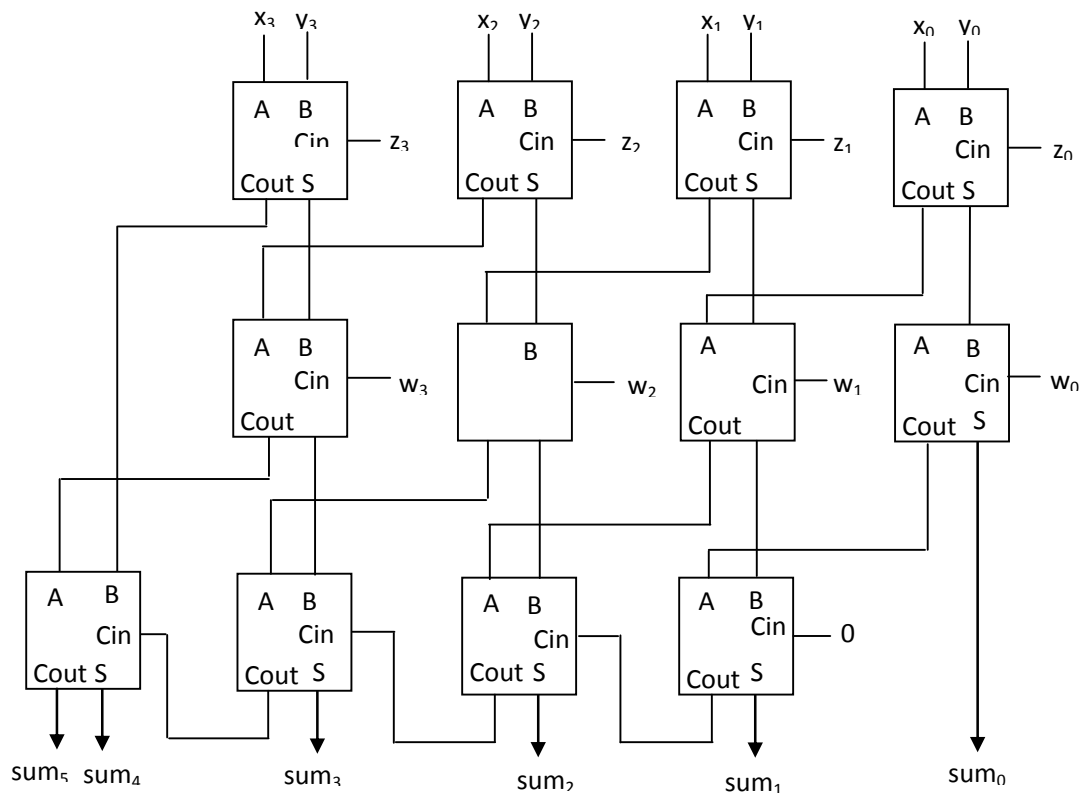 x₃ y₃ x₂ y₂ x₁ y₁ x₀ y₀
A B A B A B A B
Cin z₃ Cin z₂ Cin z₁ Cin z₀
Cout S Cout S Cout S Cout S
A B B A A B
Cin w₃ w₂ Cin w₁ Cin w₀
Cout Cout Cout S
A B A B A B A B
Cin Cin Cin Cin 0
Cout S Cout S Cout S Cout S
sum₅ sum₄ sum₃ sum₂ sum₁ sum₀